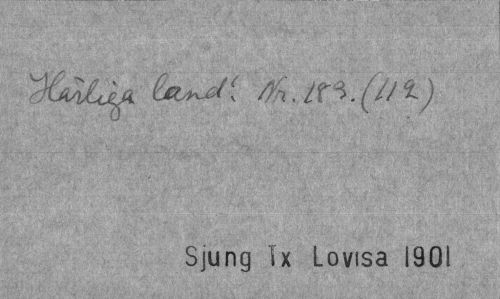 Härliga land! Nr. 183. (112)
Sjung Tx Lovisa 1901